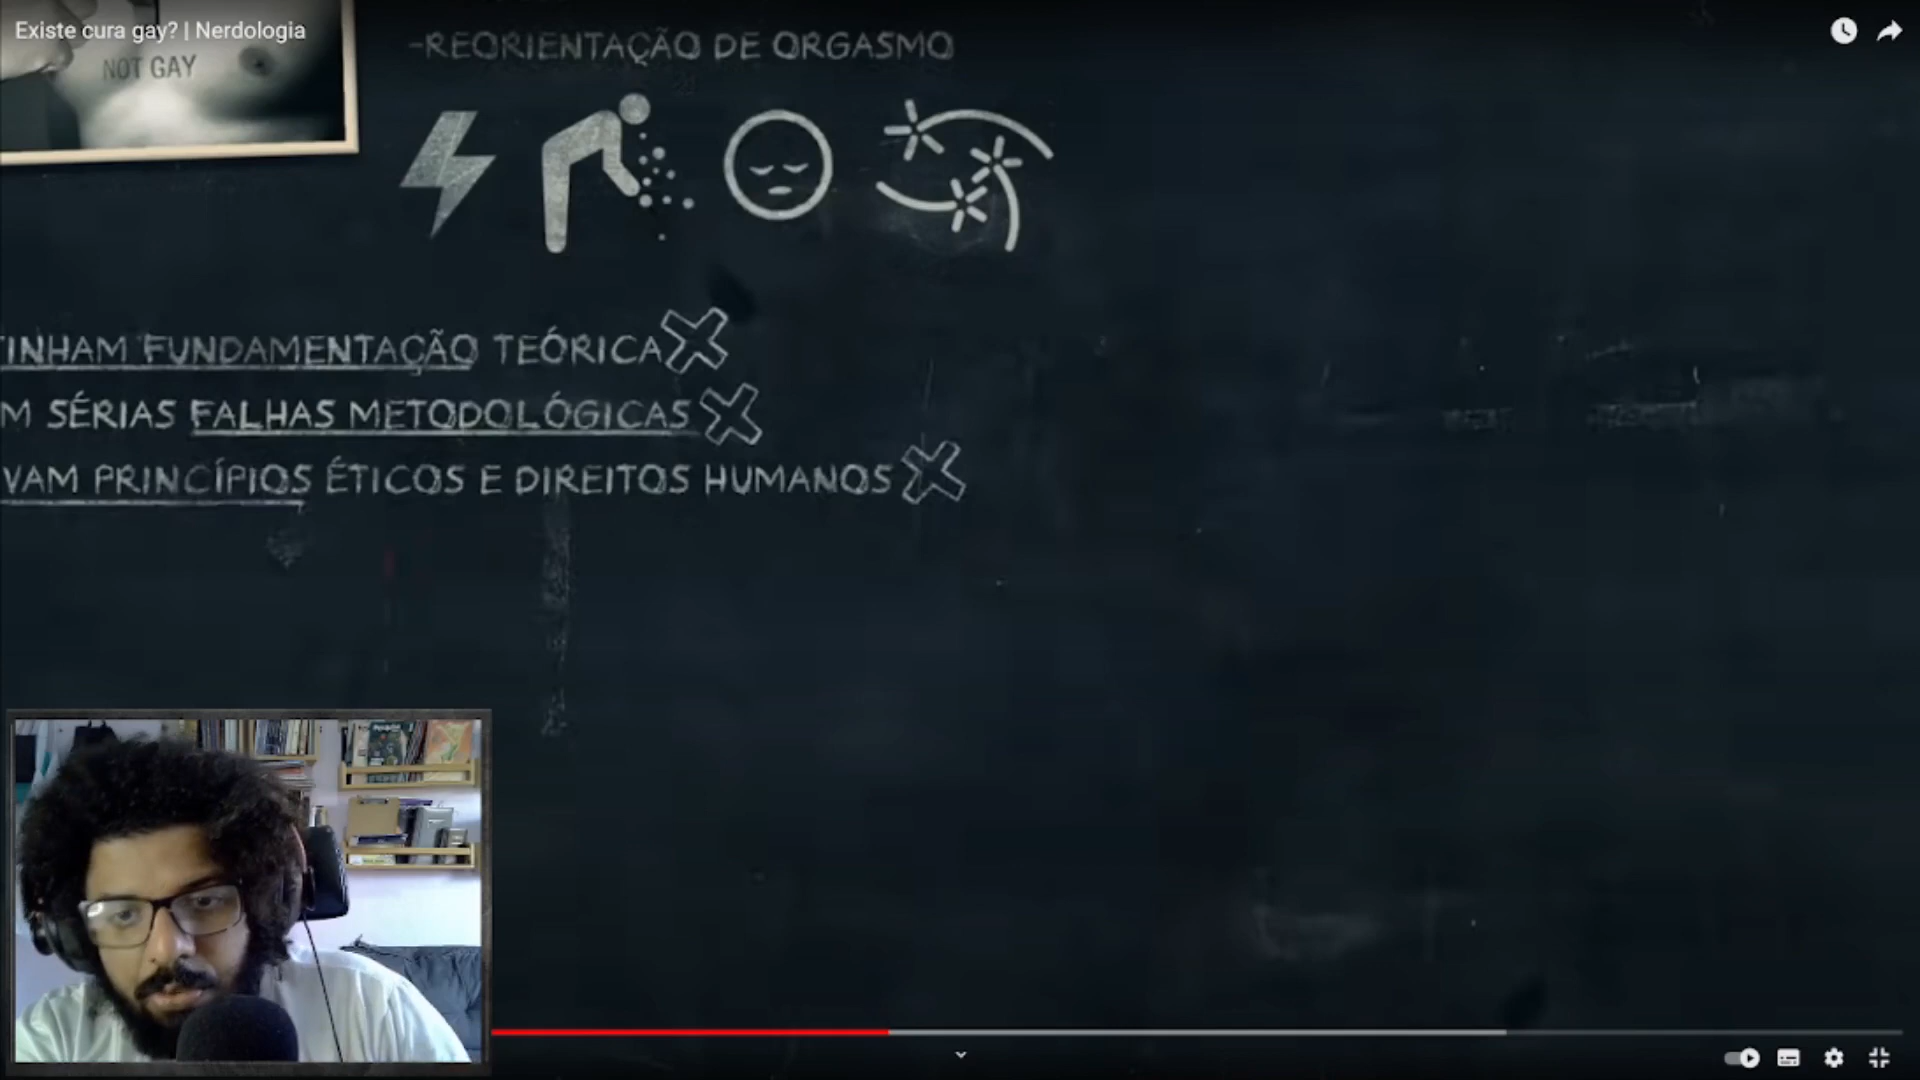 Existe cura gay? | Nerdologia
NOT GAY
-REORIENTAÇÃO DE ORGASMO
TINHAM FUNDAMENTAÇÃO TEÓRICA
M SÉRIAS FALHAS METODOLÓGICAS
VAM PRINCÍPIOS ÉTICOS E DIREITOS HUMANOS